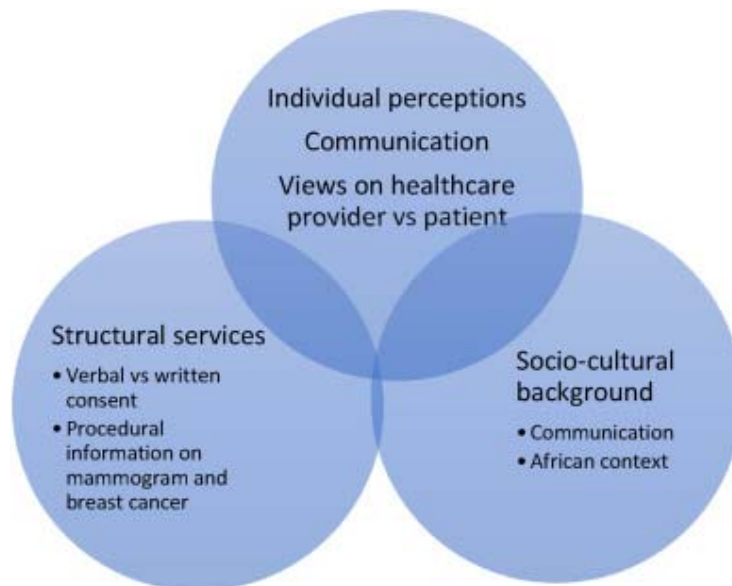 Individual perceptions
Communication
Views on healthcare
provider vs patient
Structural services
• Verbal vs written
consent
• Procedural
information on
mammogram and
breast cancer
Socio-cultural
background
• Communication
• African context